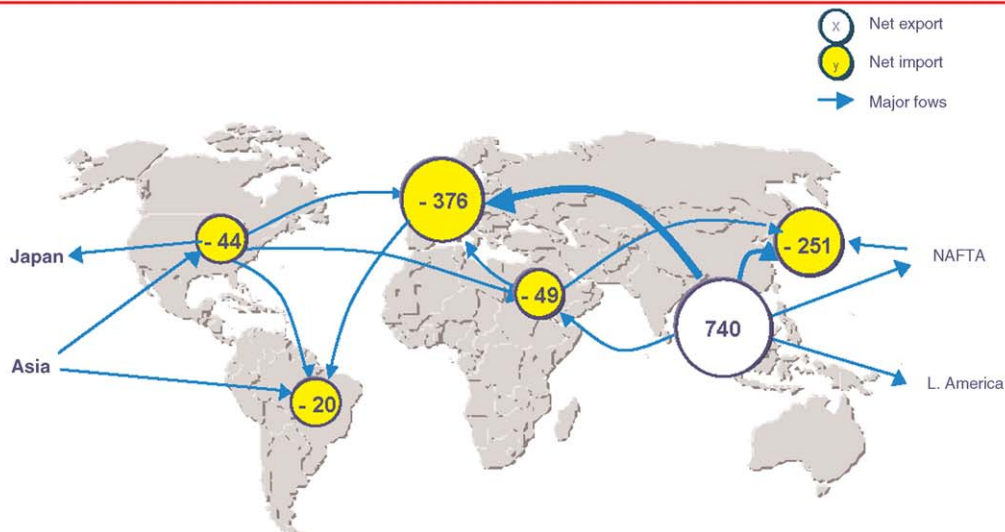 X Net export
y Net import
Major fows
- 376
- 44
- 251
Japan
NAFTA
- 49
740
Asia
L. America
- 20